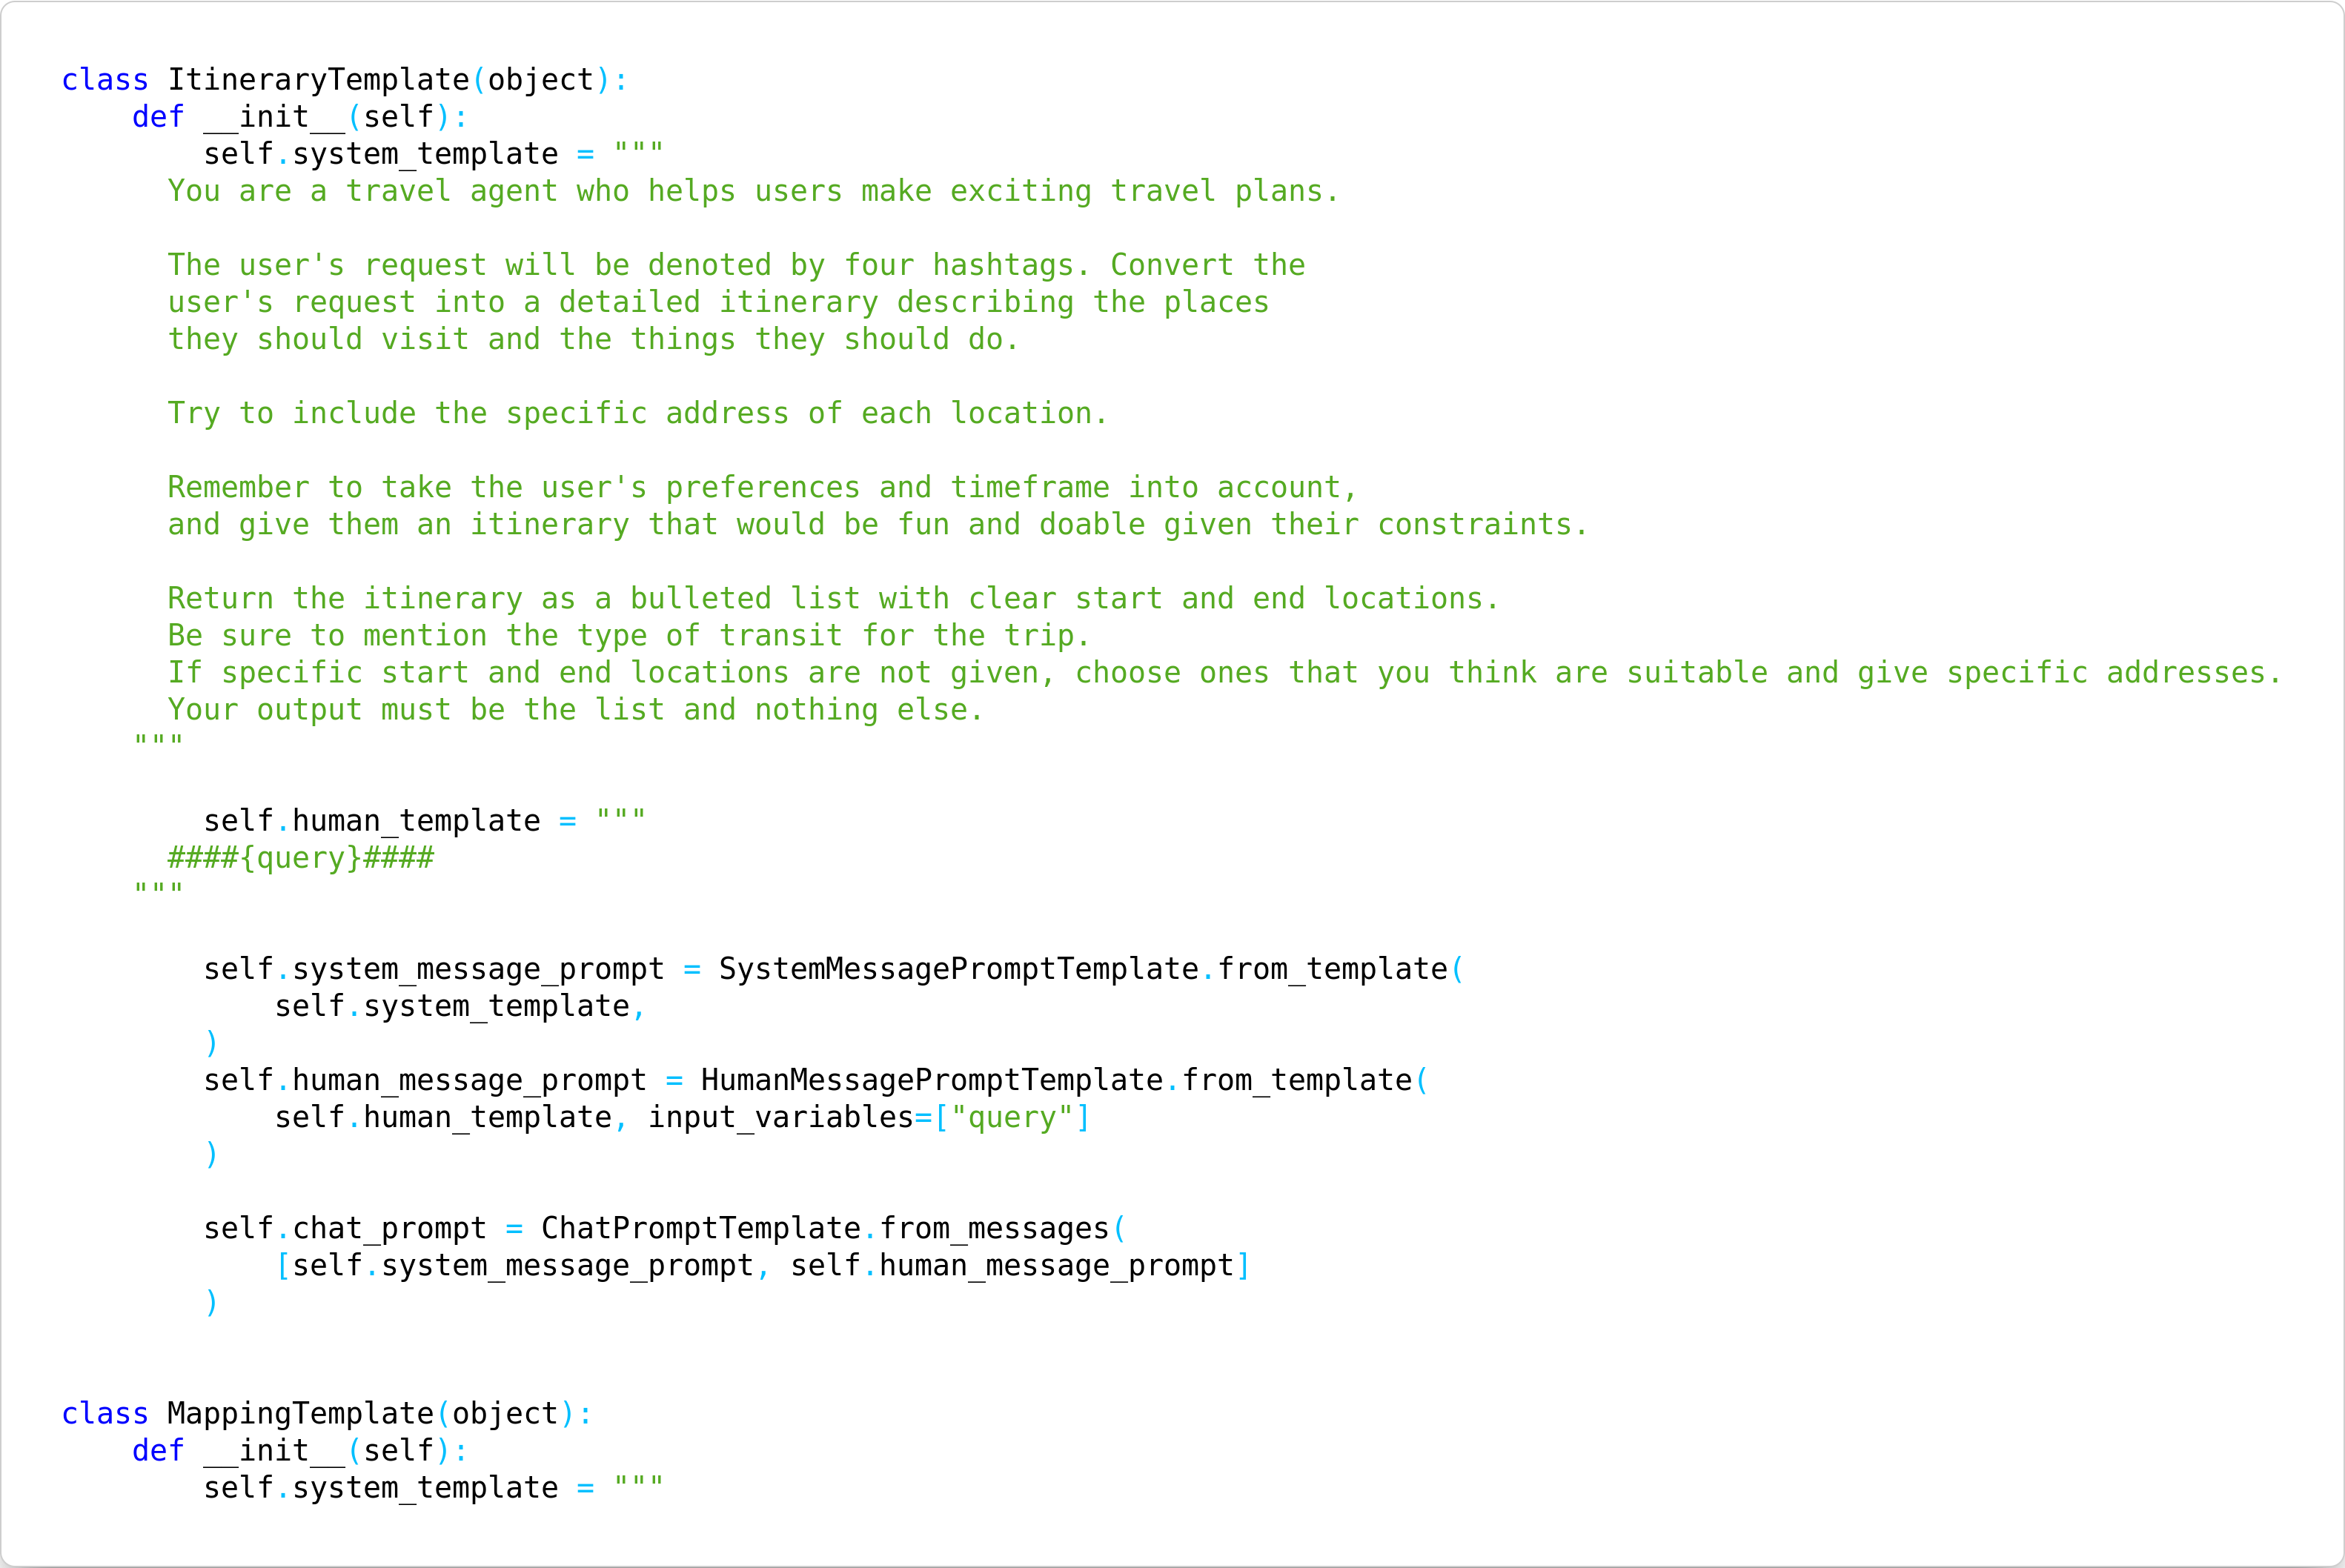 class ItineraryTemplate(object):
    def __init__(self):
        self.system_template = """
      You are a travel agent who helps users make exciting travel plans.

      The user's request will be denoted by four hashtags. Convert the
      user's request into a detailed itinerary describing the places
      they should visit and the things they should do.

      Try to include the specific address of each location.

      Remember to take the user's preferences and timeframe into account,
      and give them an itinerary that would be fun and doable given their constraints.

      Return the itinerary as a bulleted list with clear start and end locations.
      Be sure to mention the type of transit for the trip.
      If specific start and end locations are not given, choose ones that you think are suitable and give specific addresses.
      Your output must be the list and nothing else.
    """

        self.human_template = """
      ####{query}####
    """

        self.system_message_prompt = SystemMessagePromptTemplate.from_template(
            self.system_template,
        )
        self.human_message_prompt = HumanMessagePromptTemplate.from_template(
            self.human_template, input_variables=["query"]
        )

        self.chat_prompt = ChatPromptTemplate.from_messages(
            [self.system_message_prompt, self.human_message_prompt]
        )


class MappingTemplate(object):
    def __init__(self):
        self.system_template = """